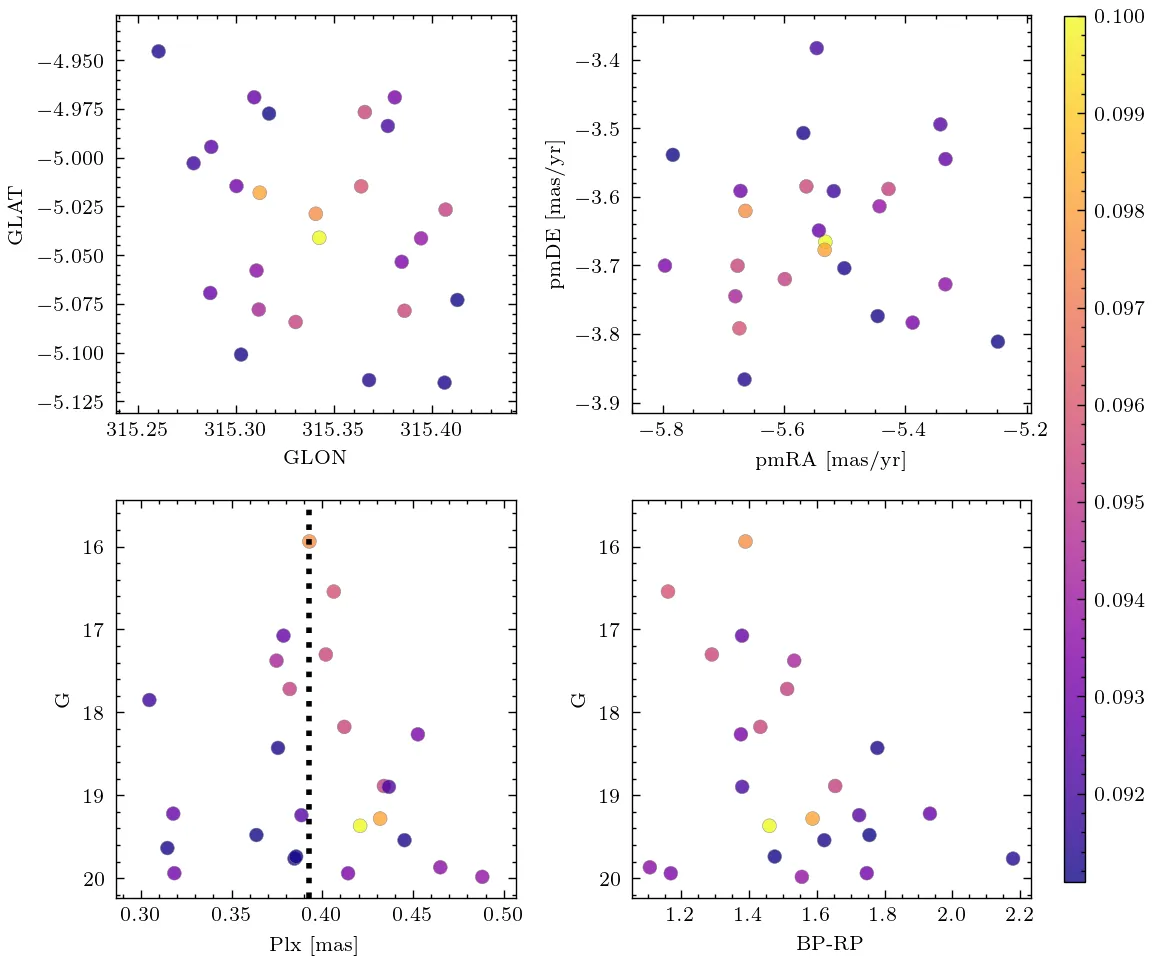 −4.950
−4.975
−5.000
−5.025
−5.050
−5.075
−5.100
−5.125
GLAT
315.25 315.30 315.35 315.40
GLON
−3.4
−3.5
−3.6
−3.7
−3.8
−3.9
pmDE [mas/yr]
−5.8 −5.6 −5.4 −5.2
pmRA [mas/yr]
16
17
18
19
20
G
0.30 0.35 0.40 0.45 0.50
Plx [mas]
16
17
18
19
20
G
1.2 1.4 1.6 1.8 2.0 2.2
BP-RP
0.100
0.099
0.098
0.097
0.096
0.095
0.094
0.093
0.092